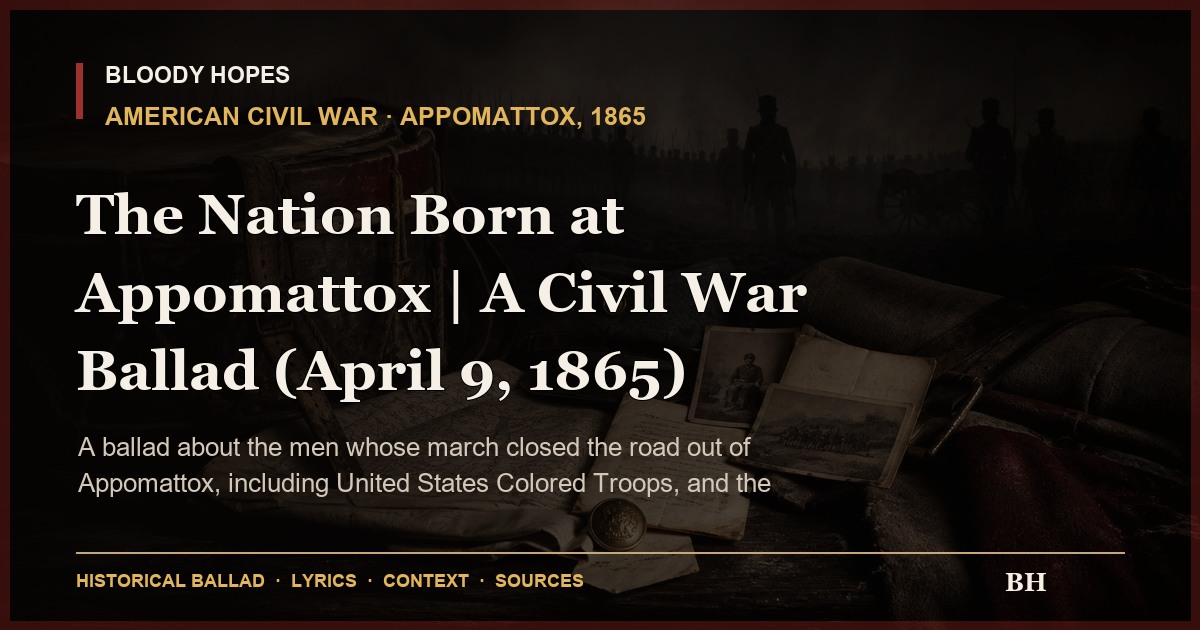 BLOODY HOPES
AMERICAN CIVIL WAR · APPOMATTOX, 1865
The Nation Born at
Appomattox | A Civil War
Ballad (April 9, 1865)
A ballad about the men whose march closed the road out of
Appomattox, including United States Colored Troops, and the
HISTORICAL BALLAD · LYRICS · CONTEXT · SOURCES
BH